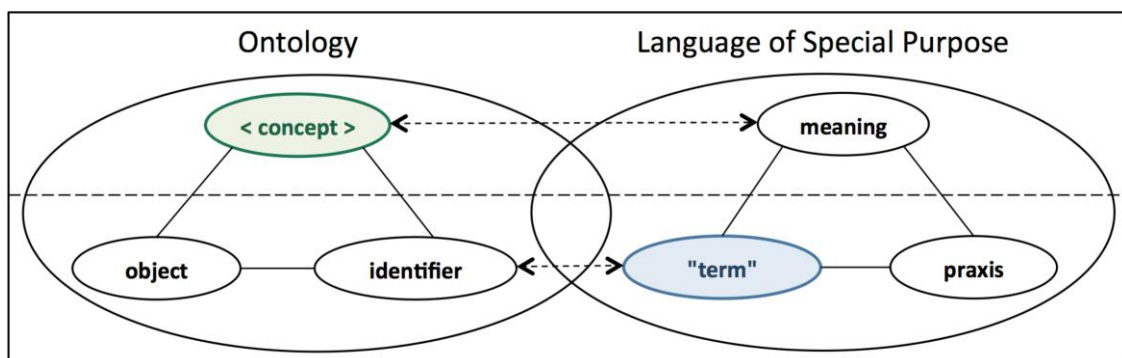 Ontology
Language of Special Purpose
< concept >
meaning
object
identifier
"term"
praxis